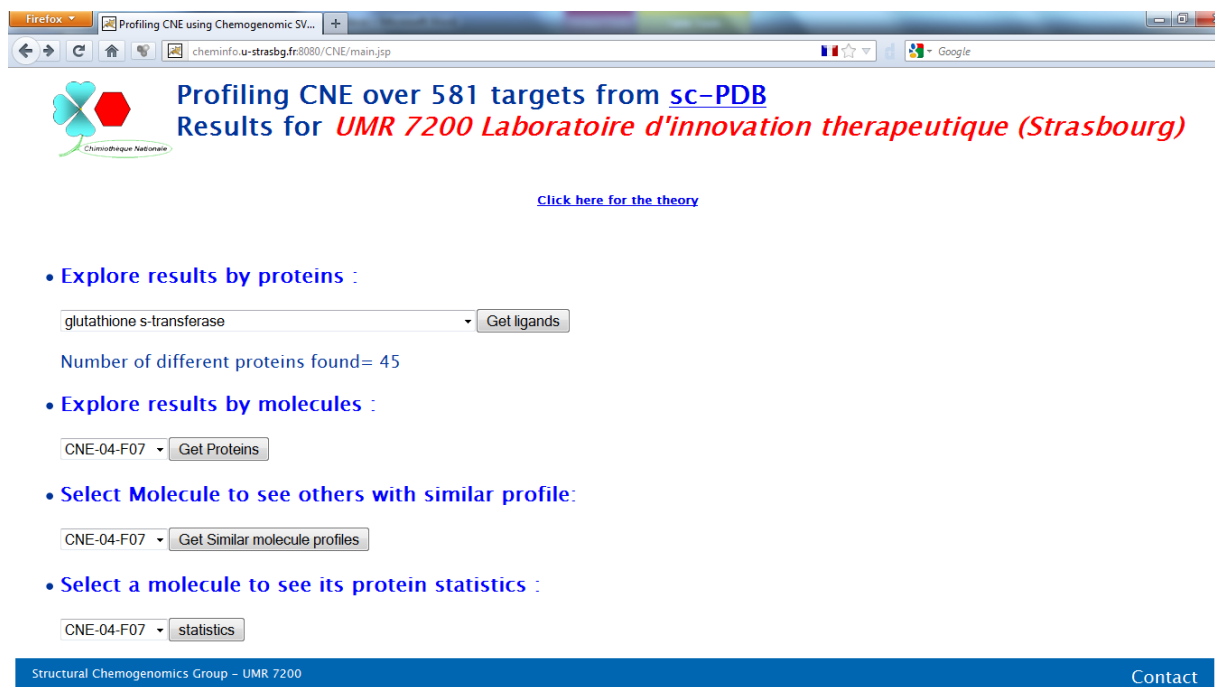 Firefox
Profiling CNE using Chemogenomic SV...
cheminfo.u-strasbg.fr:8080/CNE/main.jsp
Google
Profiling CNE over 581 targets from sc-PDB
Results for UMR 7200 Laboratoire d'innovation therapeutique (Strasbourg)
Chimiotheque Nationale
Click here for the theory
• Explore results by proteins :
glutathione s-transferase Get ligands
Number of different proteins found= 45
• Explore results by molecules :
CNE-04-F07 Get Proteins
• Select Molecule to see others with similar profile:
CNE-04-F07 Get Similar molecule profiles
• Select a molecule to see its protein statistics :
CNE-04-F07 statistics
Structural Chemogenomics Group – UMR 7200
Contact